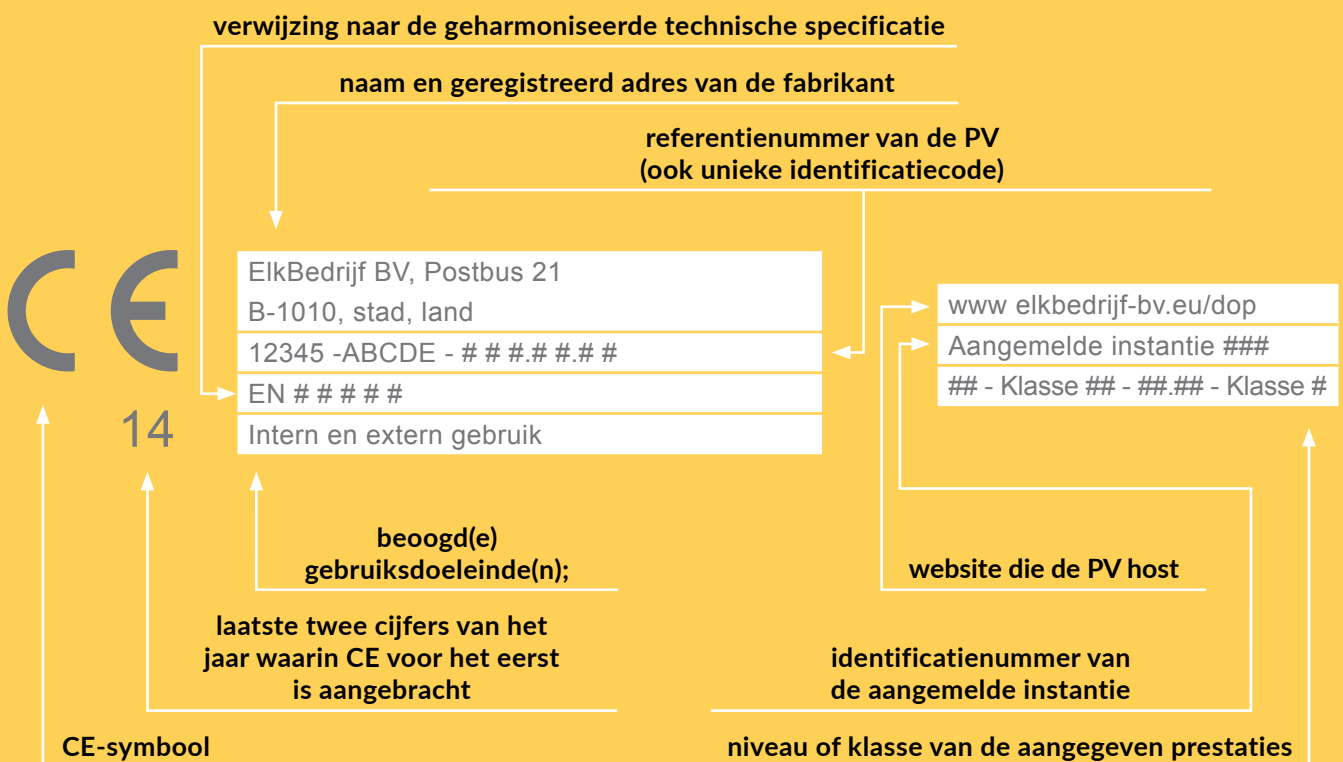 verwijzing naar de geharmoniseerde technische specificatie
naam en geregistreerd adres van de fabrikant
referentienummer van de PV
(ook unieke identificatiecode)
CE
14
ElkBedrijf BV, Postbus 21
B-1010, stad, land
12345 -ABCDE - # # #.# #.# #
EN # # # # #
Intern en extern gebruik
www elkbedrijf-bv.eu/dop
Aangemelde instantie ###
## - Klasse ## - ##.## - Klasse #
beoogd(e)
gebruiksdoeleinde(n);
website die de PV host
laatste twee cijfers van het
jaar waarin CE voor het eerst
is aangebracht
identificatienummer van
de aangemelde instantie
CE-symbool
niveau of klasse van de aangegeven prestaties